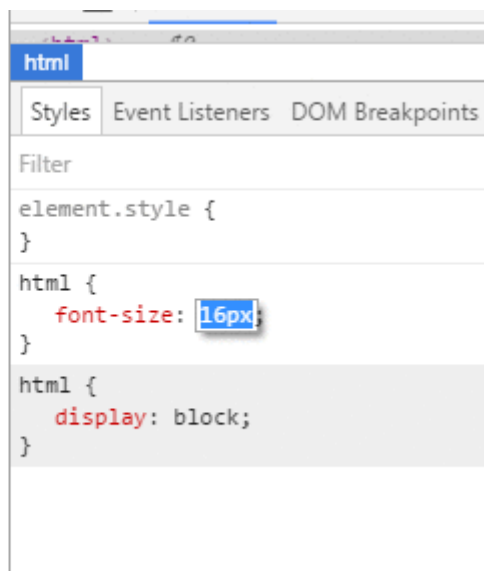 html
Styles Event Listeners DOM Breakpoints
Filter
element.style {
}
html {
font-size: 16px;
}
html {
display: block;
}